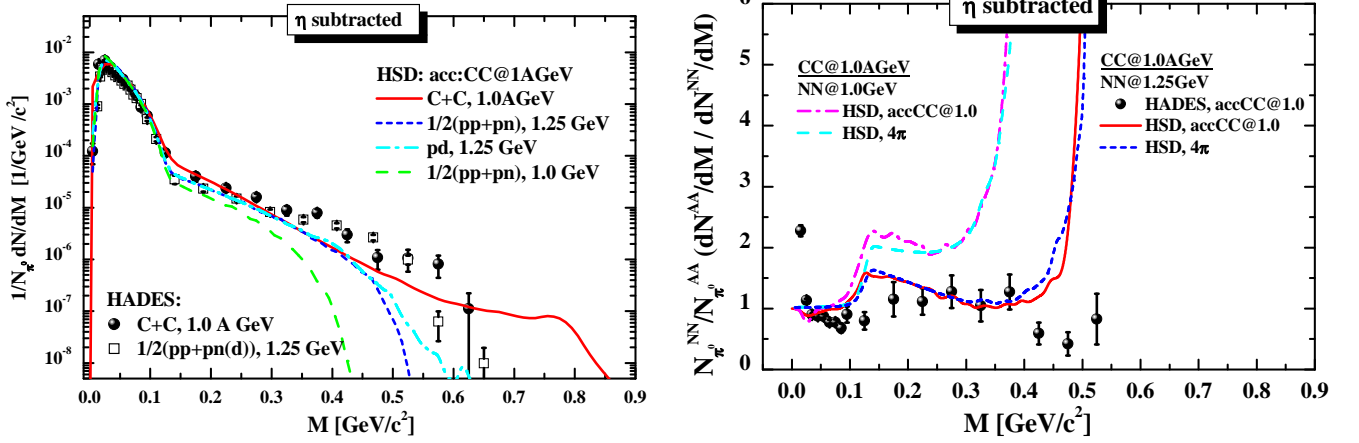 η subtracted
10⁻²
10⁻³
10⁻⁴
10⁻⁵
10⁻⁶
10⁻⁷
10⁻⁸
1/N_π⁰ dN/dM [1/GeV /c²]
HSD: acc:CC@1AGeV
C+C, 1.0AGeV
1/2(pp+pn), 1.25 GeV
pd, 1.25 GeV
1/2(pp+pn), 1.0 GeV
HADES:
C+C, 1.0 A GeV
1/2(pp+pn(d)), 1.25 GeV
0.0 0.1 0.2 0.3 0.4 0.5 0.6 0.7 0.8 0.9
M [GeV/c²]
η subtracted
6
5
4
3
2
1
0
N_π⁰^NN/N_π⁰^AA (dN^AA/dM / dN^NN/dM)
CC@1.0AGeV
NN@1.0GeV
HSD, accCC@1.0
HSD, 4π
CC@1.0AGeV
NN@1.25GeV
HADES, accCC@1.0
HSD, accCC@1.0
HSD, 4π
0.0 0.1 0.2 0.3 0.4 0.5 0.6 0.7 0.8 0.9
M [GeV/c²]